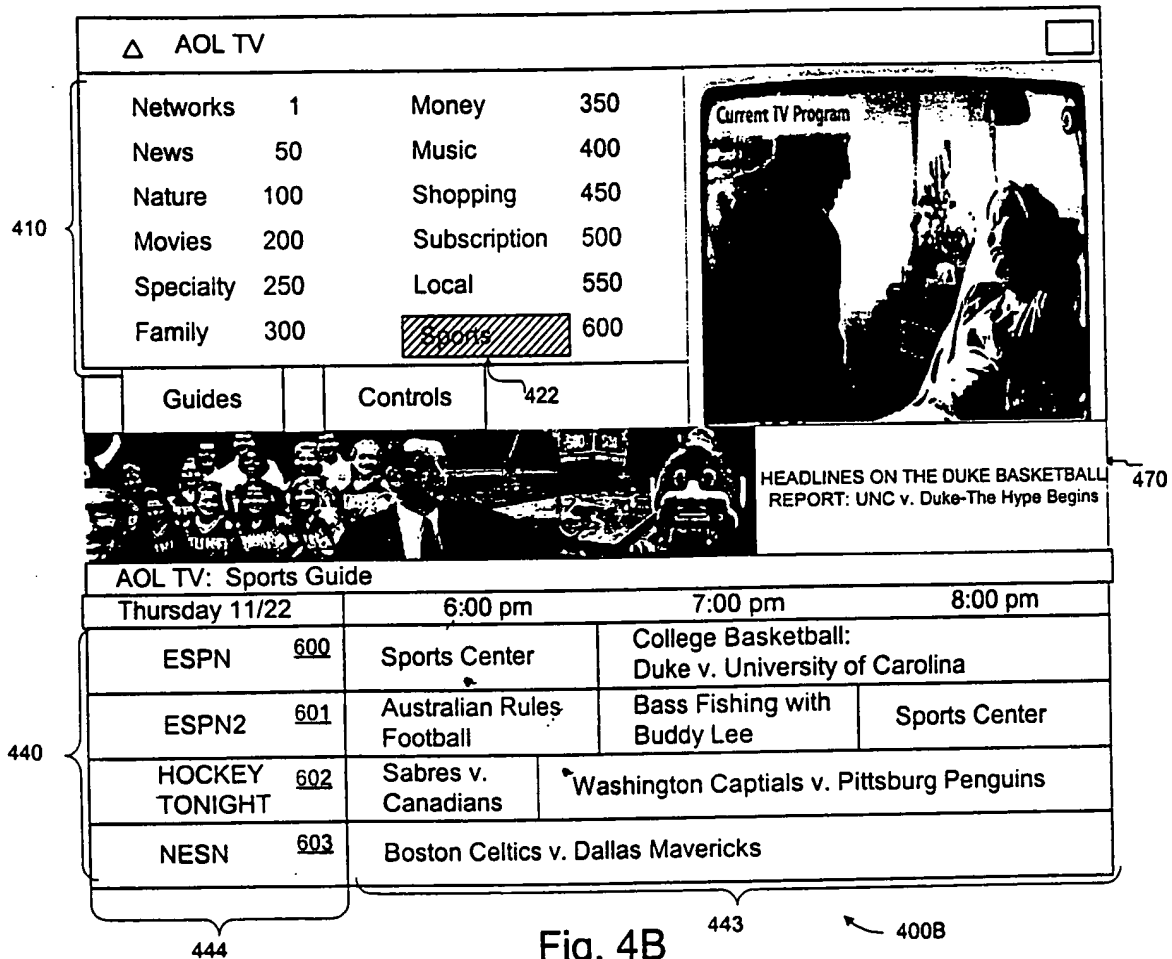 △ AOL TV
Networks 1 Money 350
Current TV Program
News 50 Music 400
Nature 100 Shopping 450
410
Movies 200 Subscription 500
Specialty 250 Local 550
Family 300 Sports 600
Guides Controls 422
HEADLINES ON THE DUKE BASKETBALL 470
REPORT: UNC v. Duke-The Hype Begins
AOL TV: Sports Guide
Thursday 11/22 6:00 pm 7:00 pm 8:00 pm
ESPN 600 Sports Center College Basketball:
Duke v. University of Carolina
ESPN2 601 Australian Rules Bass Fishing with Sports Center
Football Buddy Lee
440
HOCKEY 602 Sabres v. Washington Captials v. Pittsburg Penguins
TONIGHT Canadians
NESN 603 Boston Celtics v. Dallas Mavericks
444 443 400B
Fig. 4B